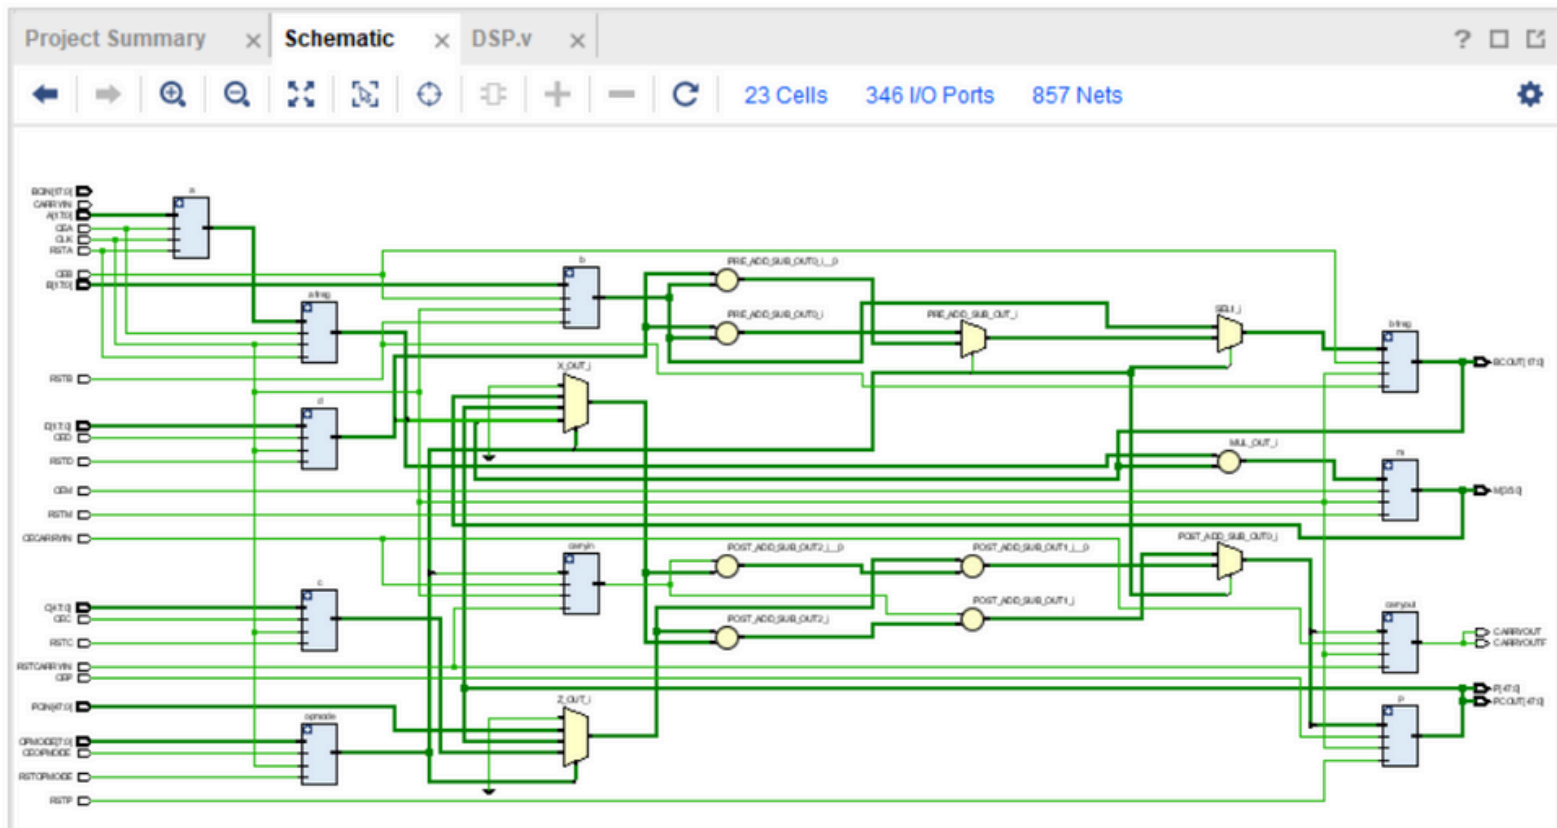 Project Summary
Schematic
DSP.v
?
23 Cells
346 I/O Ports
857 Nets
BCIN[17:0]
CARRYIN
A[17:0]
CEA
CLK
RSTA
CEB
B[17:0]
RSTB
D[17:0]
CED
RSTD
CEM
RSTM
CECARRYIN
C[47:0]
CEC
RSTC
RSTCARRYIN
CEP
PCIN[47:0]
OPMODE[7:0]
CEOPMODE
RSTOPMODE
RSTP
a
d
c
opmode
b
X_OUT_i
carryin
Z_OUT_i
PRE_ADD_SUB_OUT0_i__0
PRE_ADD_SUB_OUT0_i
POST_ADD_SUB_OUT2_i__0
POST_ADD_SUB_OUT2_i
PRE_ADD_SUB_OUT_i
POST_ADD_SUB_OUT1_i__0
POST_ADD_SUB_OUT1_i
MUL_OUT_i
POST_ADD_SUB_OUT0_i
m
carryout
p
BCOUT[17:0]
M[35:0]
CARRYOUT
CARRYOUTF
P[47:0]
PCOUT[47:0]